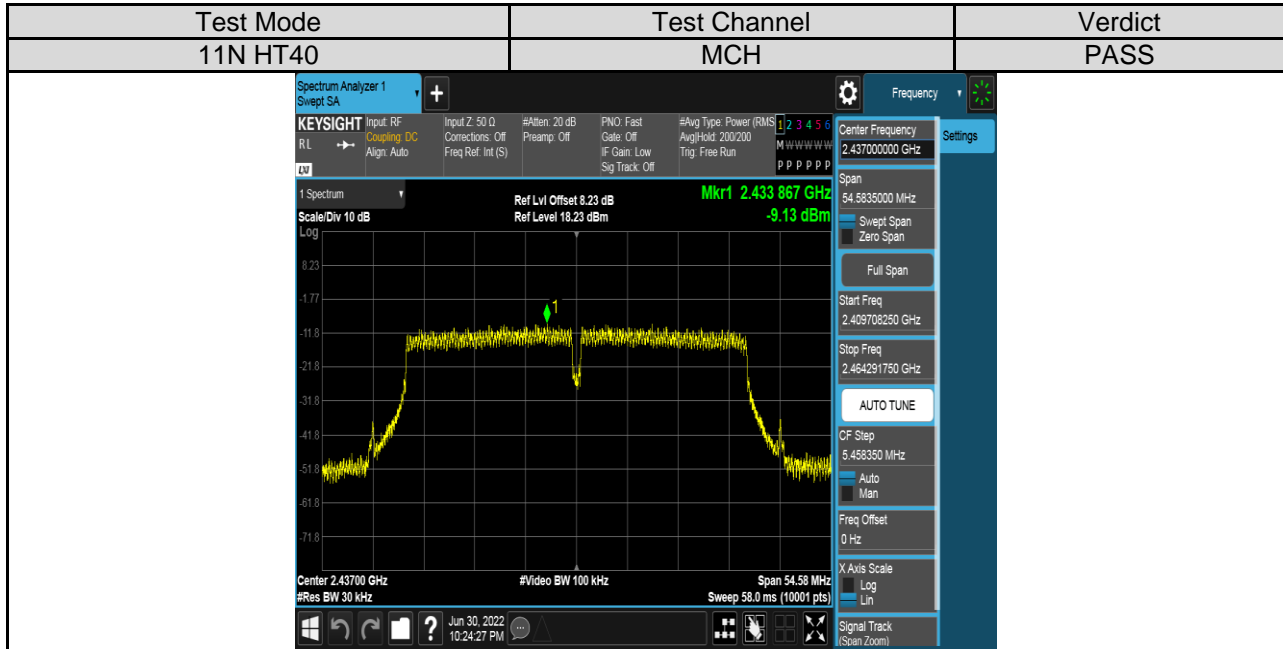 Test Mode Test Channel Verdict
11N HT40 MCH PASS
Spectrum Analyzer 1
Swept SA
+
Frequency
KEYSIGHT
RL
LXI
Input: RF
Coupling: DC
Align: Auto
Input Z: 50 Ω
Corrections: Off
Freq Ref: Int (S)
#Atten: 20 dB
Preamp: Off
PNO: Fast
Gate: Off
IF Gain: Low
Sig Track: Off
#Avg Type: Power (RMS
Avg|Hold: 200/200
Trig: Free Run
1 2 3 4 5 6
M W W W W W
P P P P P P
Center Frequency
2.437000000 GHz
Settings
1 Spectrum
Scale/Div 10 dB
Ref Lvl Offset 8.23 dB
Ref Level 18.23 dBm
Mkr1 2.433 867 GHz
-9.13 dBm
Log
8.23
-1.77
-11.8
-21.8
-31.8
-41.8
-51.8
-61.8
-71.8
1
Center 2.43700 GHz
#Res BW 30 kHz
#Video BW 100 kHz
Span 54.58 MHz
Sweep 58.0 ms (10001 pts)
Span
54.5835000 MHz
Swept Span
Zero Span
Full Span
Start Freq
2.409708250 GHz
Stop Freq
2.464291750 GHz
AUTO TUNE
CF Step
5.458350 MHz
Auto
Man
Freq Offset
0 Hz
X Axis Scale
Log
Lin
Signal Track
(Span Zoom)
?
Jun 30, 2022
10:24:27 PM